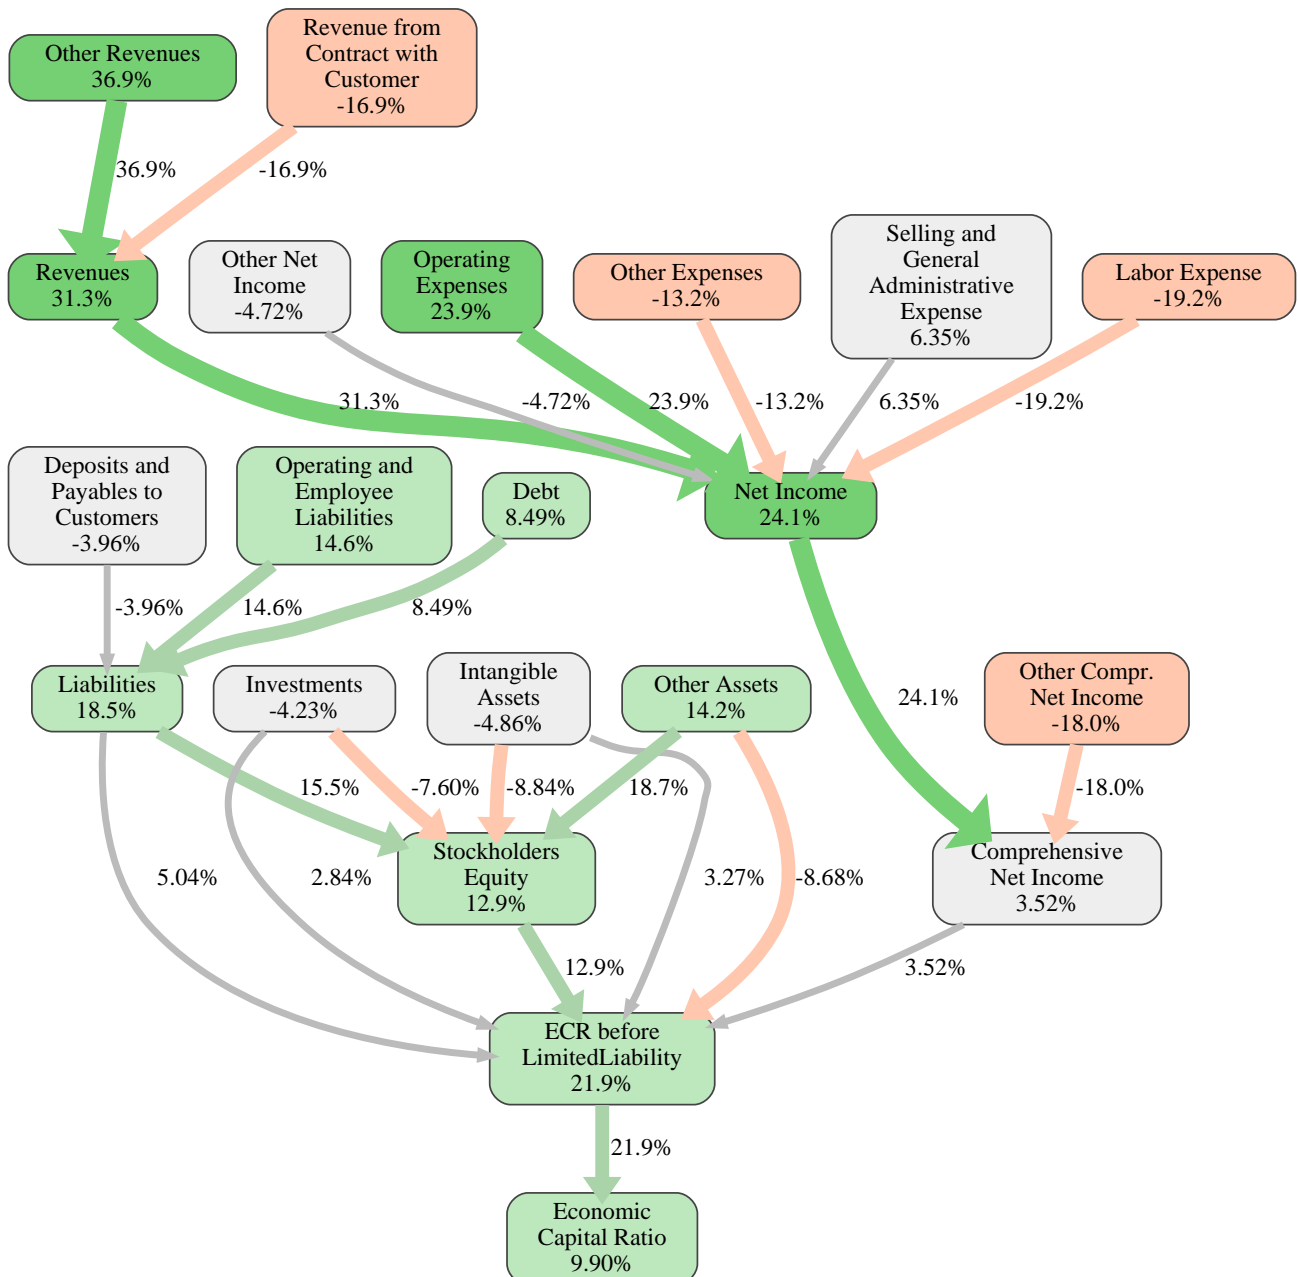 Other Revenues
36.9%
Revenue from
Contract with
Customer
-16.9%
36.9%
-16.9%
Revenues
31.3%
Other Net
Income
-4.72%
Operating
Expenses
23.9%
Other Expenses
-13.2%
Selling and
General
Administrative
Expense
6.35%
Labor Expense
-19.2%
31.3%
-4.72%
23.9%
-13.2%
6.35%
-19.2%
Deposits and
Payables to
Customers
-3.96%
Operating and
Employee
Liabilities
14.6%
Debt
8.49%
Net Income
24.1%
-3.96%
14.6%
8.49%
Liabilities
18.5%
Investments
-4.23%
Intangible
Assets
-4.86%
Other Assets
14.2%
24.1%
Other Compr.
Net Income
-18.0%
15.5%
-7.60%
-8.84%
18.7%
-18.0%
5.04%
2.84%
Stockholders
Equity
12.9%
3.27%
-8.68%
Comprehensive
Net Income
3.52%
12.9%
3.52%
ECR before
LimitedLiability
21.9%
21.9%
Economic
Capital Ratio
9.90%